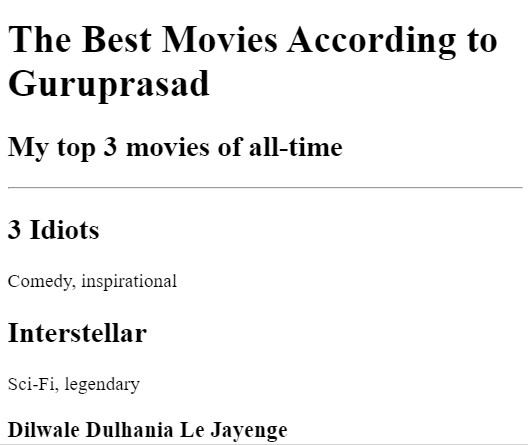 The Best Movies According to
Guruprasad
My top 3 movies of all-time
3 Idiots
Comedy, inspirational
Interstellar
Sci-Fi, legendary
Dilwale Dulhania Le Jayenge